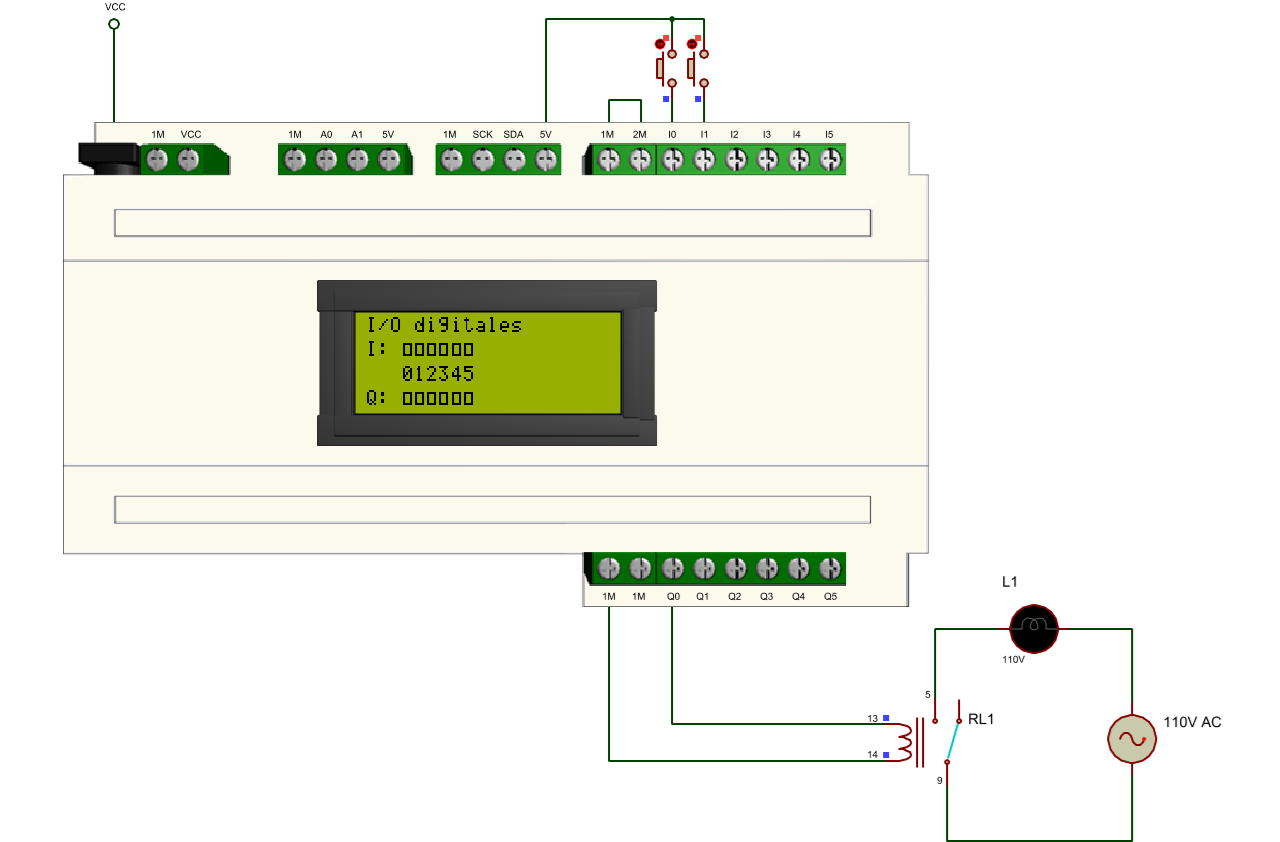 VCC
1M VCC 1M A0 A1 5V 1M SCK SDA 5V 1M 2M I0 I1 I2 I3 I4 I5
I/O digitales
I: 000000
012345
Q: 000000
1M 1M Q0 Q1 Q2 Q3 Q4 Q5
L1
110V
5
13
RL1
110V AC
14
9